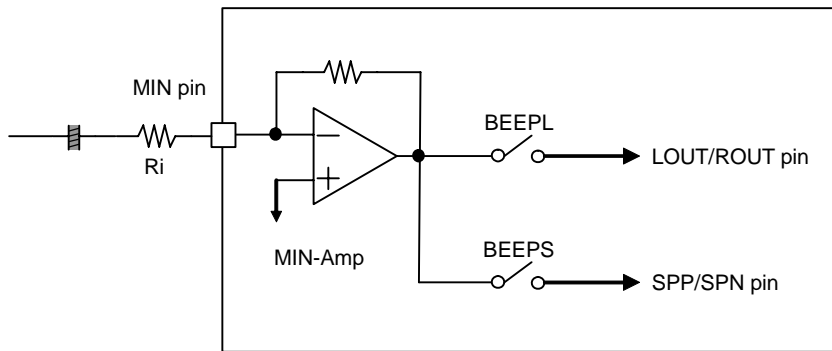 MIN pin
Ri
BEEPL
LOUT/ROUT pin
− 
+
MIN-Amp
BEEPS
SPP/SPN pin